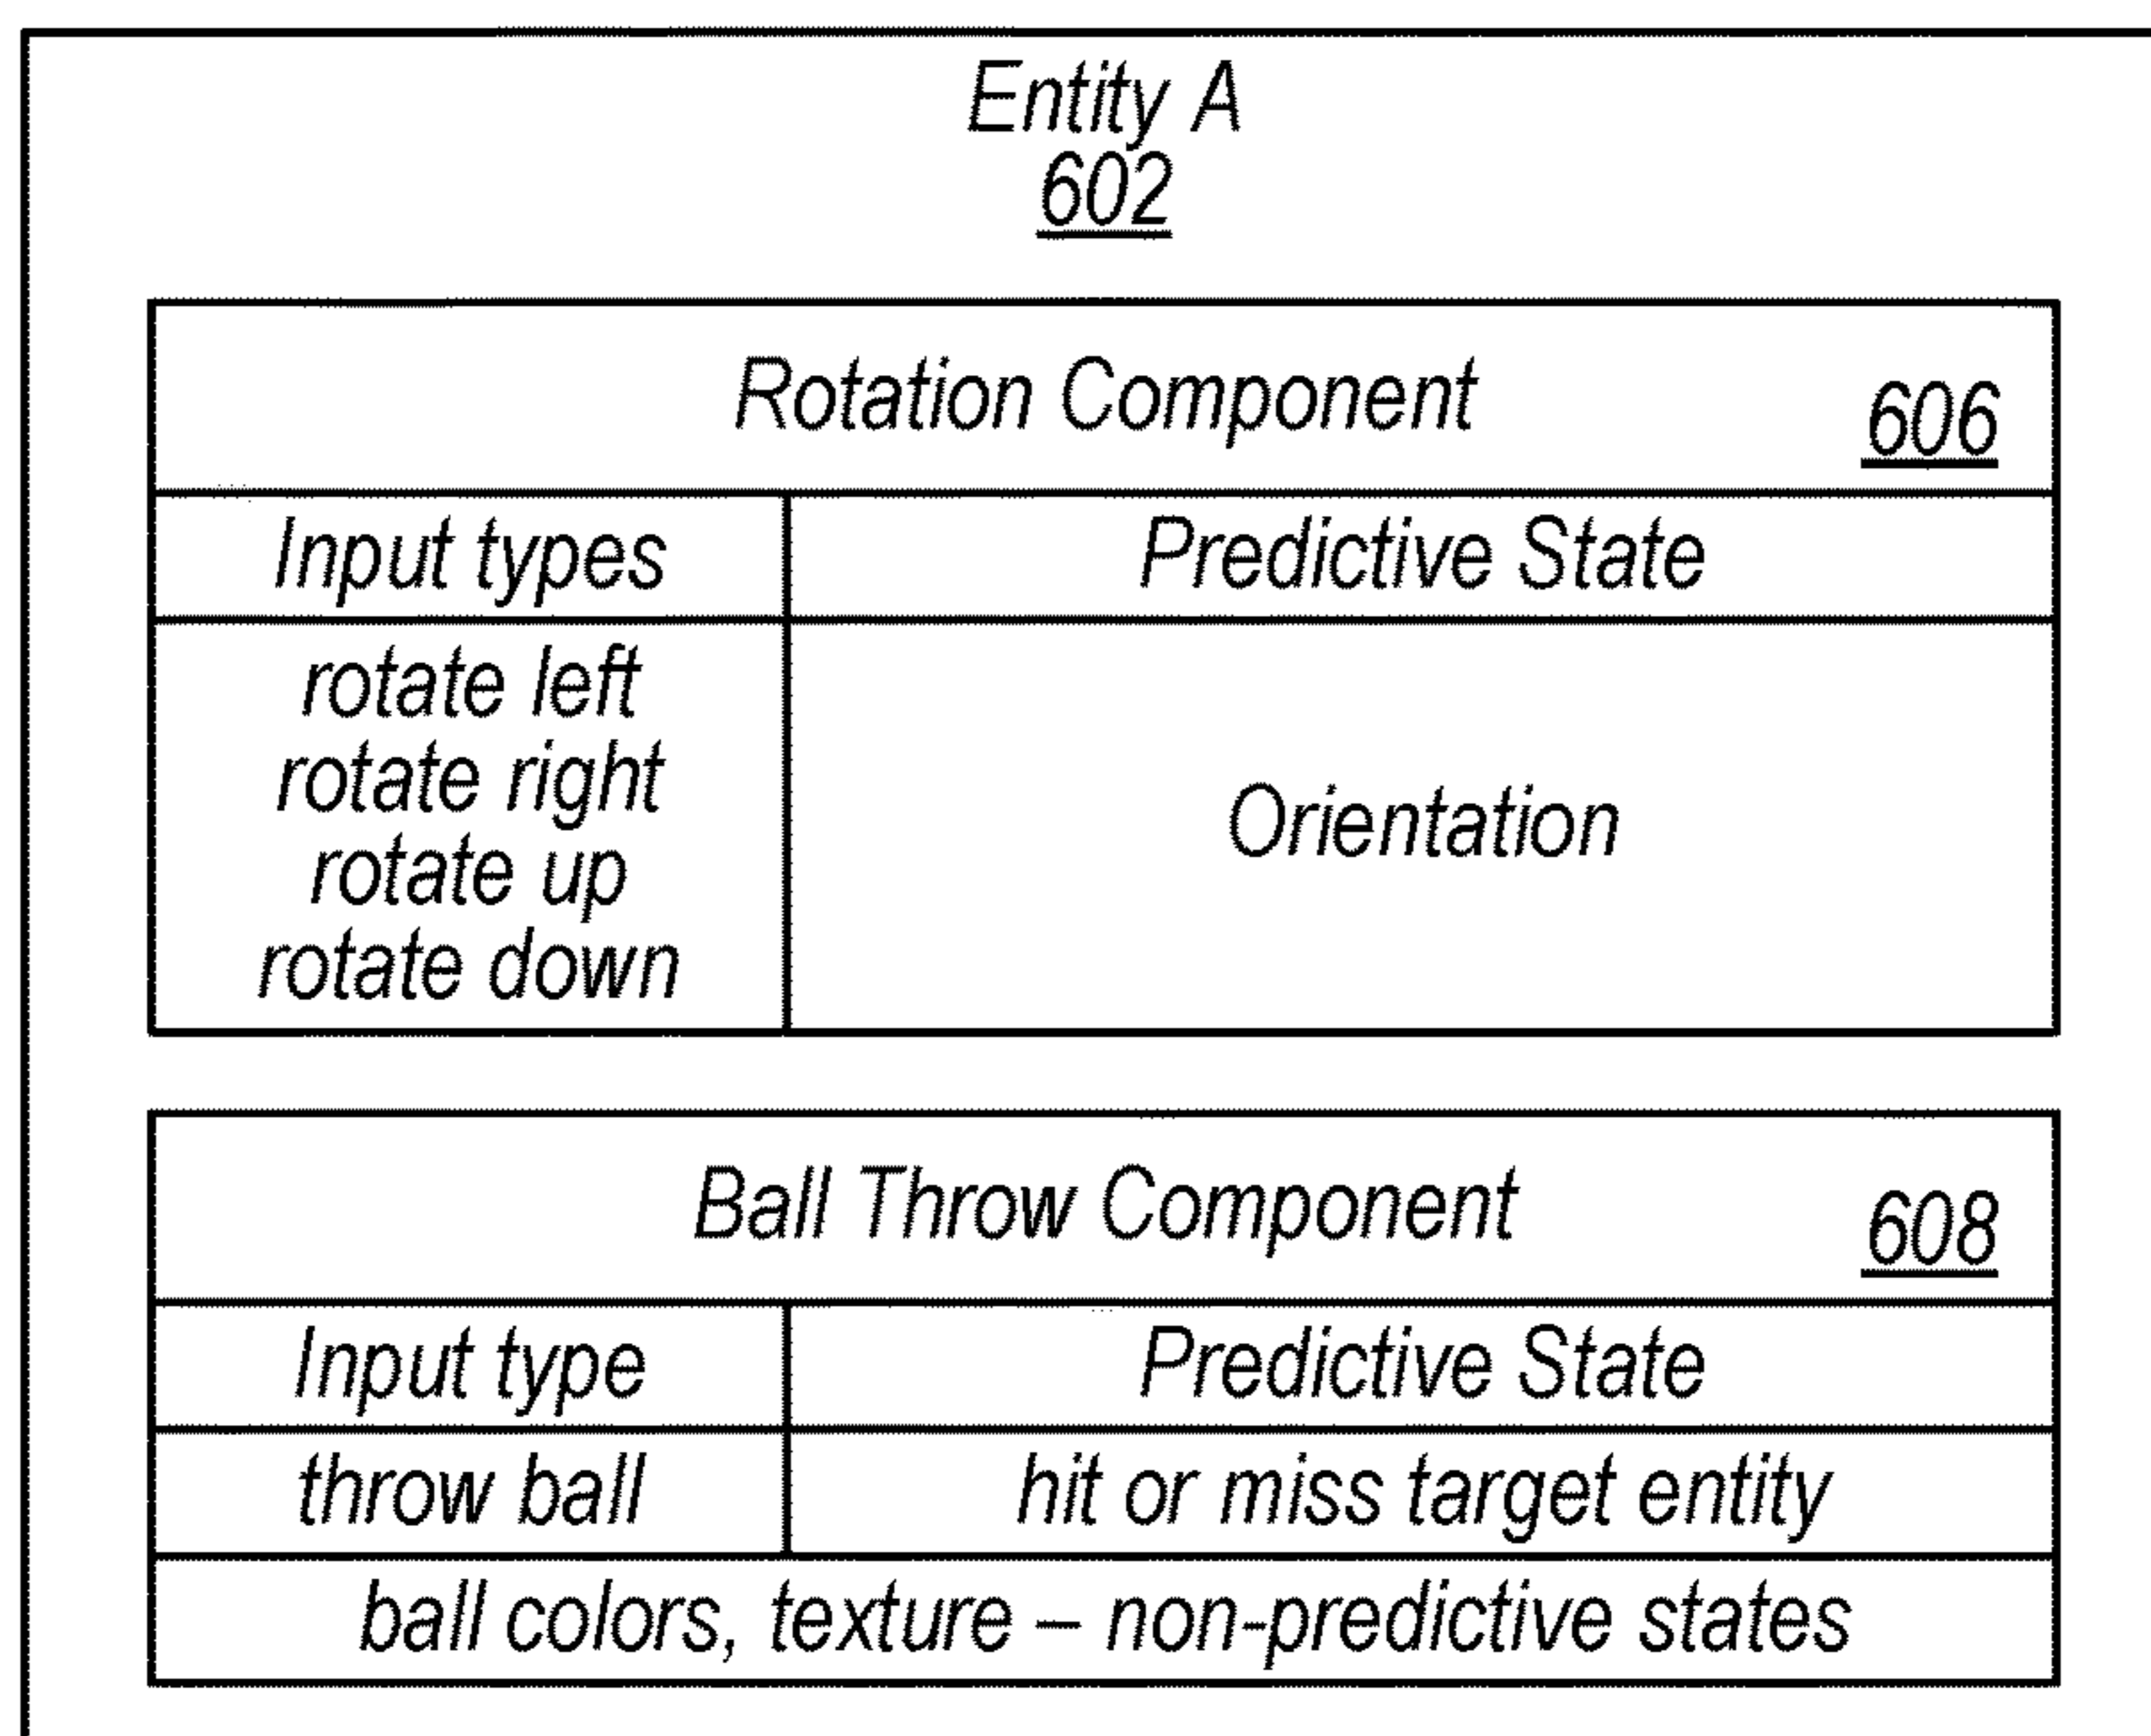 Entity A
602
Rotation Component 606
Input types Predictive State
rotate left
rotate right
rotate up
rotate down
Orientation
Ball Throw Component 608
Input type Predictive State
throw ball hit or miss target entity
ball colors, texture – non-predictive states